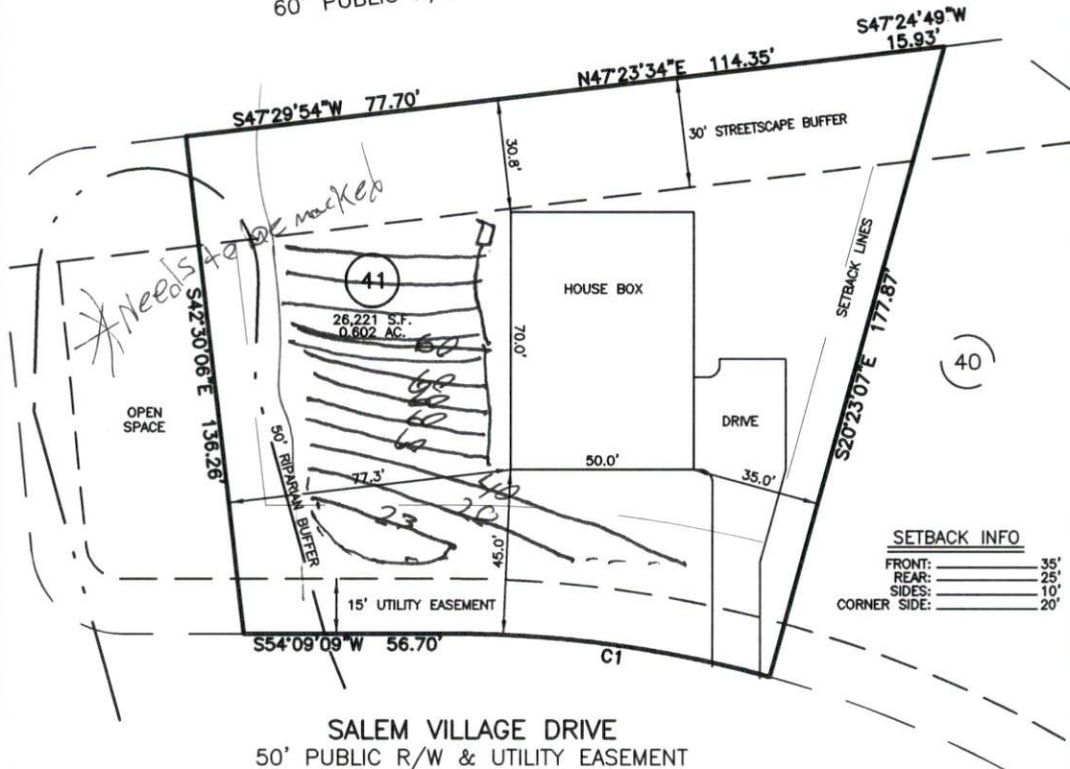 S47°24'49"W
15.93'
N47°23'34"E 114.35'
S47°29'54"W 77.70'
30' STREETSCAPE BUFFER
30.8'
*Needs to be marked
SETBACK LINES
41
26,221 S.F.
0.602 AC.
HOUSE BOX
60
70.0'
S42°30'06"E 136.26'
S20°23'07"E 177.87'
40
60
60
60
60
OPEN
SPACE
DRIVE
50' RIPARIAN BUFFER
77.3'
50.0'
35.0'
40
20
23
45.0'
SETBACK INFO
FRONT: 35'
REAR: 25'
SIDES: 10'
CORNER SIDE: 20'
15' UTILITY EASEMENT
S54°09'09"W 56.70'
C1
SALEM VILLAGE DRIVE
50' PUBLIC R/W & UTILITY EASEMENT